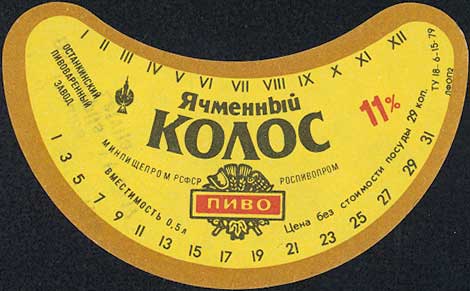 I II III IV V VI VII VIII IX X XI XII
ОСТАНКИНСКИЙ
ПИВОВАРЕННЫЙ
ЗАВОД
ТУ 18-6-15-79
ЛФОП2
Ячменный
КОЛОС
11%
МИНПИЩЕПРОМ РСФСР
РОСПИВОПРОМ
ПИВО
ВМЕСТИМОСТЬ 0,5л
Цена без стоимости посуды 29 коп.
1 3 5 7 9 11 13 15 17 19 21 23 25 27 29 31